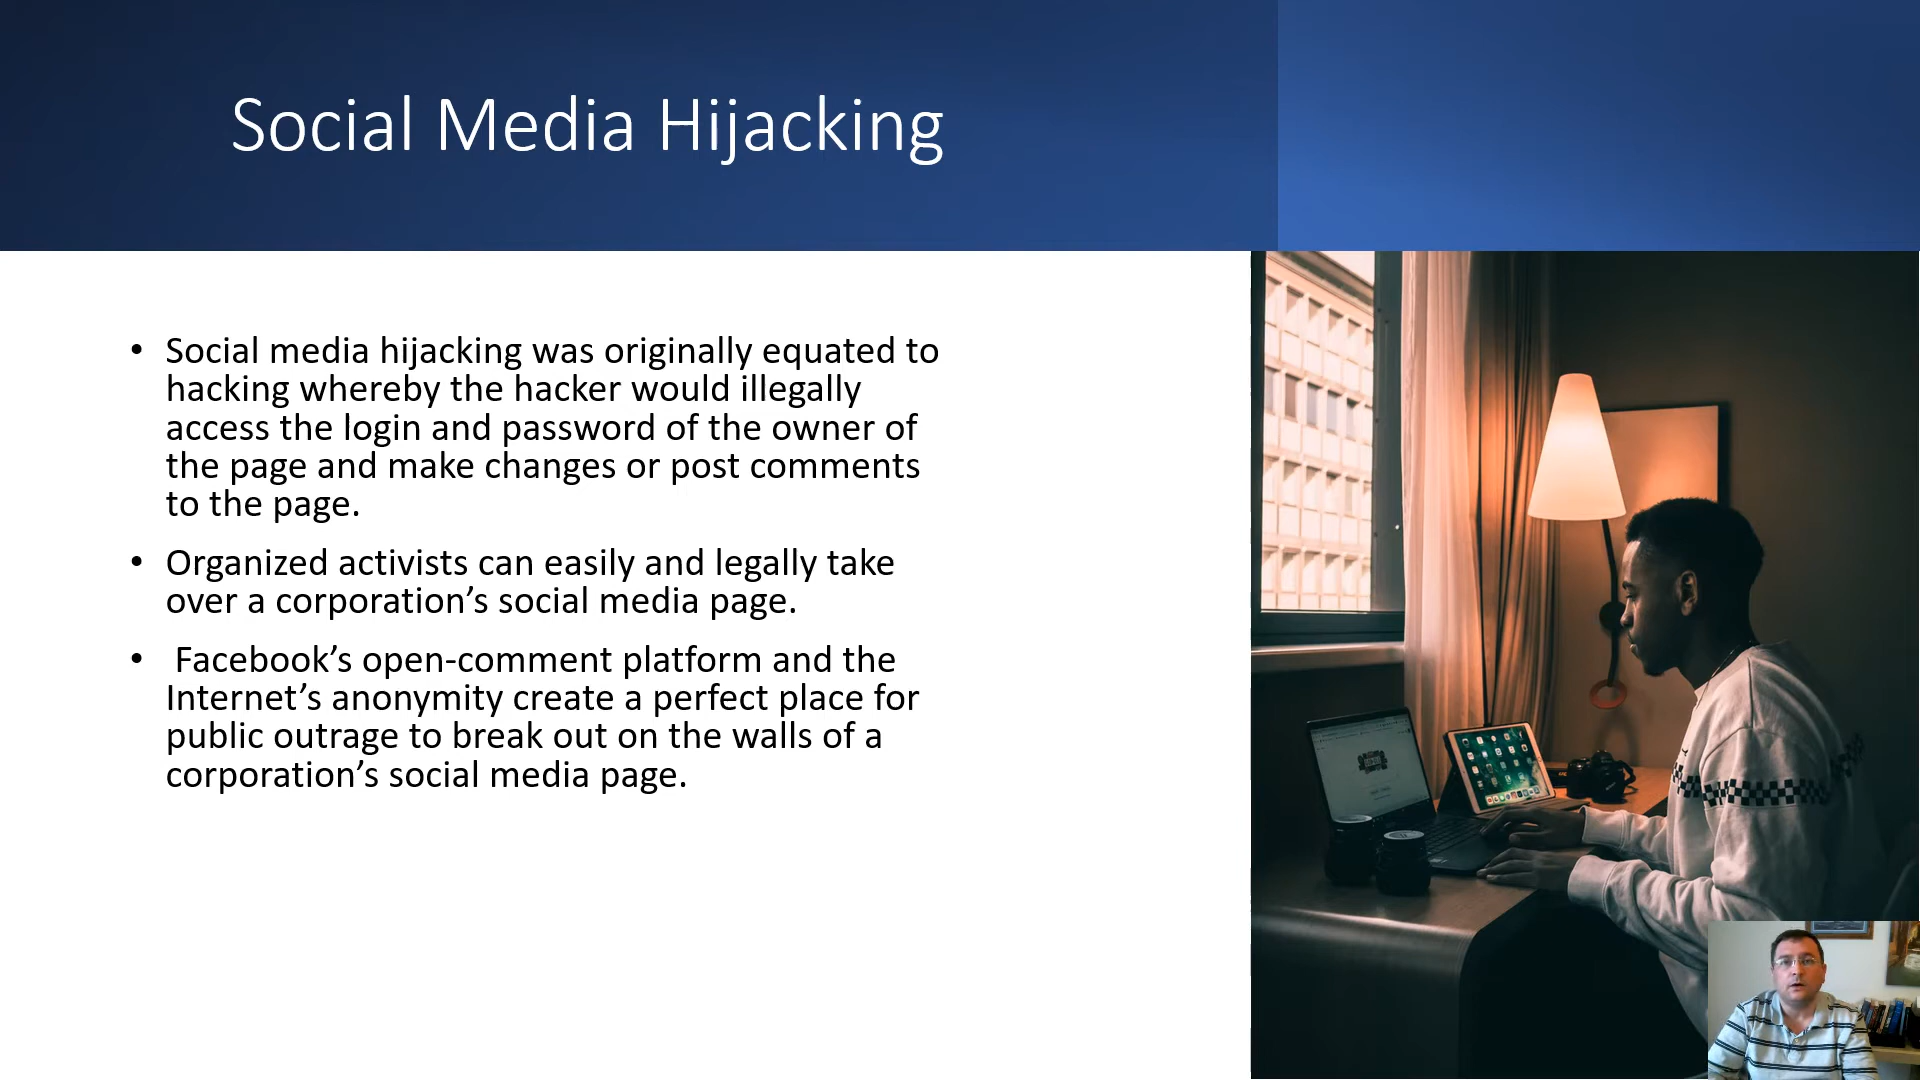 Social Media Hijacking
• Social media hijacking was originally equated to
hacking whereby the hacker would illegally
access the login and password of the owner of
the page and make changes or post comments
to the page.
• Organized activists can easily and legally take
over a corporation’s social media page.
• Facebook’s open-comment platform and the
Internet’s anonymity create a perfect place for
public outrage to break out on the walls of a
corporation’s social media page.